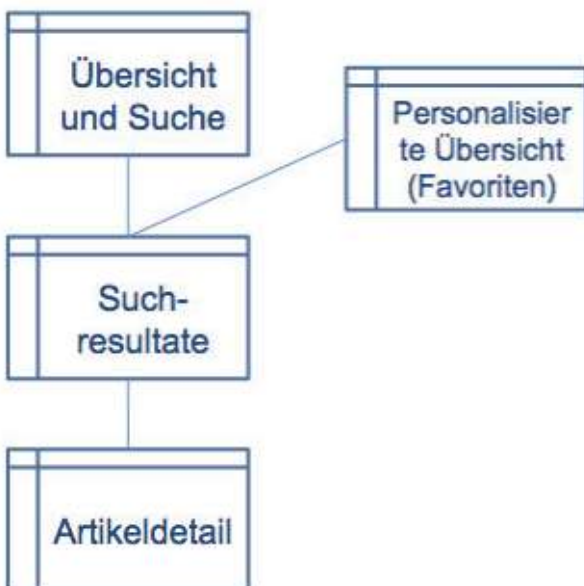 Übersicht
und Suche
Personalisier
te Übersicht
(Favoriten)
Such-
resultate
Artikeldetail